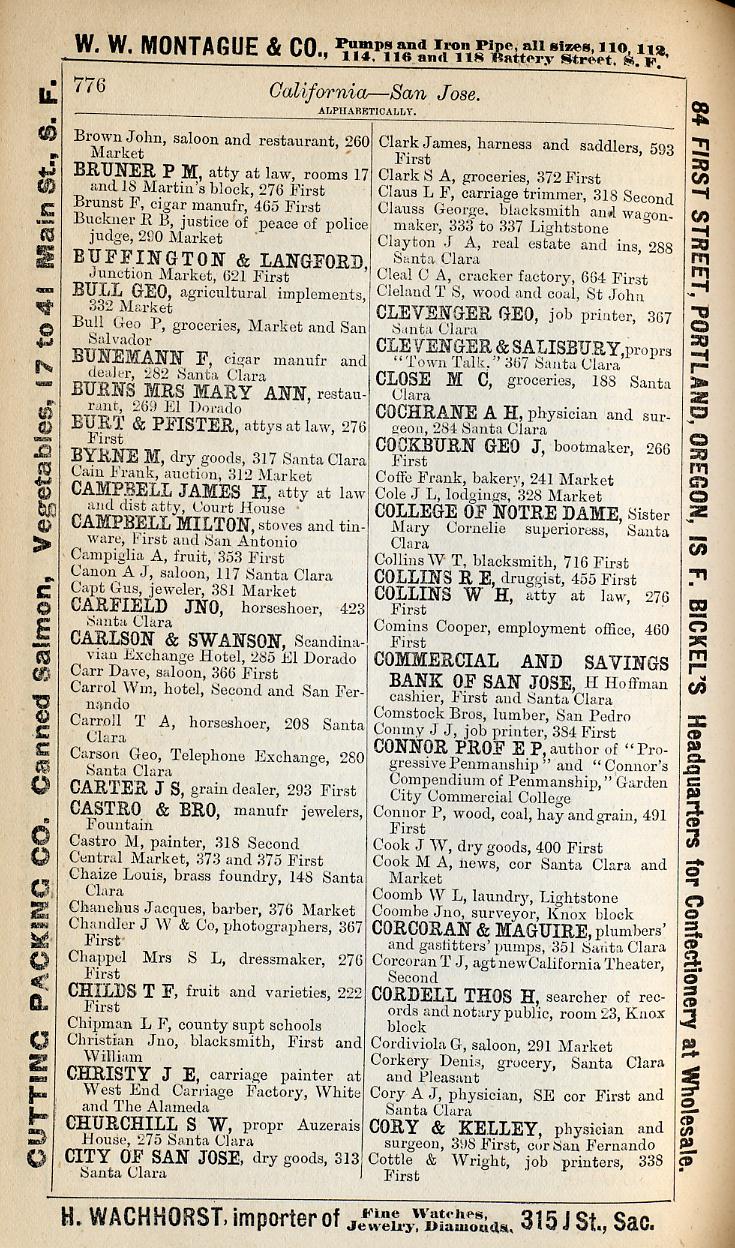 W. W. MONTAGUE & CO., Pumps and Iron Pipe, all sizes, 110, 112,
114, 116 and 118 Battery Street, S. F.
776
California—San Jose.
ALPHABETICALLY.
Brown John, saloon and restaurant, 260
Market
BRUNER P M, atty at law, rooms 17
and 18 Martin's block, 276 First
Brunst F, cigar manufr, 465 First
Buckner R B, justice of peace of police
judge, 290 Market
BUFFINGTON & LANGFORD,
Junction Market, 621 First
BULL GEO, agricultural implements,
332 Market
Bull Geo P, groceries, Market and San
Salvador
BUNEMANN F, cigar manufr and
dealer, 282 Santa Clara
BURNS MRS MARY ANN, restau-
rant, 269 El Dorado
BURT & PFISTER, attys at law, 276
First
BYRNE M, dry goods, 317 Santa Clara
Cain Frank, auction, 312 Market
CAMPBELL JAMES H, atty at law
and dist atty, Court House
CAMPBELL MILTON, stoves and tin-
ware, First and San Antonio
Campiglia A, fruit, 353 First
Canon A J, saloon, 117 Santa Clara
Capt Gus, jeweler, 381 Market
CARFIELD JNO, horseshoer, 423
Santa Clara
CARLSON & SWANSON, Scandina-
vian Exchange Hotel, 285 El Dorado
Carr Dave, saloon, 366 First
Carrol Wm, hotel, Second and San Fer-
nando
Carroll T A, horseshoer, 208 Santa
Clara
Carson Geo, Telephone Exchange, 280
Santa Clara
CARTER J S, grain dealer, 293 First
CASTRO & BRO, manufr jewelers,
Fountain
Castro M, painter, 318 Second
Central Market, 373 and 375 First
Chaize Louis, brass foundry, 148 Santa
Clara
Chanelius Jacques, barber, 376 Market
Chandler J W & Co, photographers, 367
First
Chappel Mrs S L, dressmaker, 276
First
CHILDS T F, fruit and varieties, 222
First
Chipman L F, county supt schools
Christian Jno, blacksmith, First and
William
CHRISTY J E, carriage painter at
West End Carriage Factory, White
and The Alameda
CHURCHILL S W, propr Auzerais
House, 275 Santa Clara
CITY OF SAN JOSE, dry goods, 313
Santa Clara
Clark James, harness and saddlers, 593
First
Clark S A, groceries, 372 First
Claus L F, carriage trimmer, 318 Second
Clauss George, blacksmith and wagon-
maker, 333 to 337 Lightstone
Clayton J A, real estate and ins, 288
Santa Clara
Cleal C A, cracker factory, 664 First
Cleland T S, wood and coal, St John
CLEVENGER GEO, job printer, 367
Santa Clara
CLEVENGER & SALISBURY, proprs
"Town Talk," 367 Santa Clara
CLOSE M C, groceries, 188 Santa
Clara
COCHRANE A H, physician and sur-
geon, 284 Santa Clara
COCKBURN GEO J, bootmaker, 266
First
Coffe Frank, bakery, 241 Market
Cole J L, lodgings, 328 Market
COLLEGE OF NOTRE DAME, Sister
Mary Cornelie superioress, Santa
Clara
Collins W T, blacksmith, 716 First
COLLINS R E, druggist, 455 First
COLLINS W H, atty at law, 276
First
Comins Cooper, employment office, 460
First
COMMERCIAL AND SAVINGS
BANK OF SAN JOSE, H Hoffman
cashier, First and Santa Clara
Comstock Bros, lumber, San Pedro
Conmy J J, job printer, 384 First
CONNOR PROF E P, author of "Pro-
gressive Penmanship" and "Connor's
Compendium of Penmanship," Garden
City Commercial College
Connor P, wood, coal, hay and grain, 491
First
Cook J W, dry goods, 400 First
Cook M A, news, cor Santa Clara and
Market
Coomb W L, laundry, Lightstone
Coombe Jno, surveyor, Knox block
CORCORAN & MAGUIRE, plumbers'
and gasfitters' pumps, 351 Santa Clara
Corcoran T J, agt new California Theater,
Second
CORDELL THOS H, searcher of rec-
ords and notary public, room 23, Knox
block
Cordiviola G, saloon, 291 Market
Corkery Denis, grocery, Santa Clara
and Pleasant
Cory A J, physician, SE cor First and
Santa Clara
CORY & KELLEY, physician and
surgeon, 398 First, cor San Fernando
Cottle & Wright, job printers, 338
First
CUTTING PACKING CO. Canned Salmon, Vegetables, 17 to 41 Main St., S. F.
84 FIRST STREET, PORTLAND, OREGON, IS F. BICKEL'S Headquarters for Confectionery at Wholesale.
H. WACHHORST, importer of Fine Watches,
Jewelry, Diamonds, 315 J St., Sac.